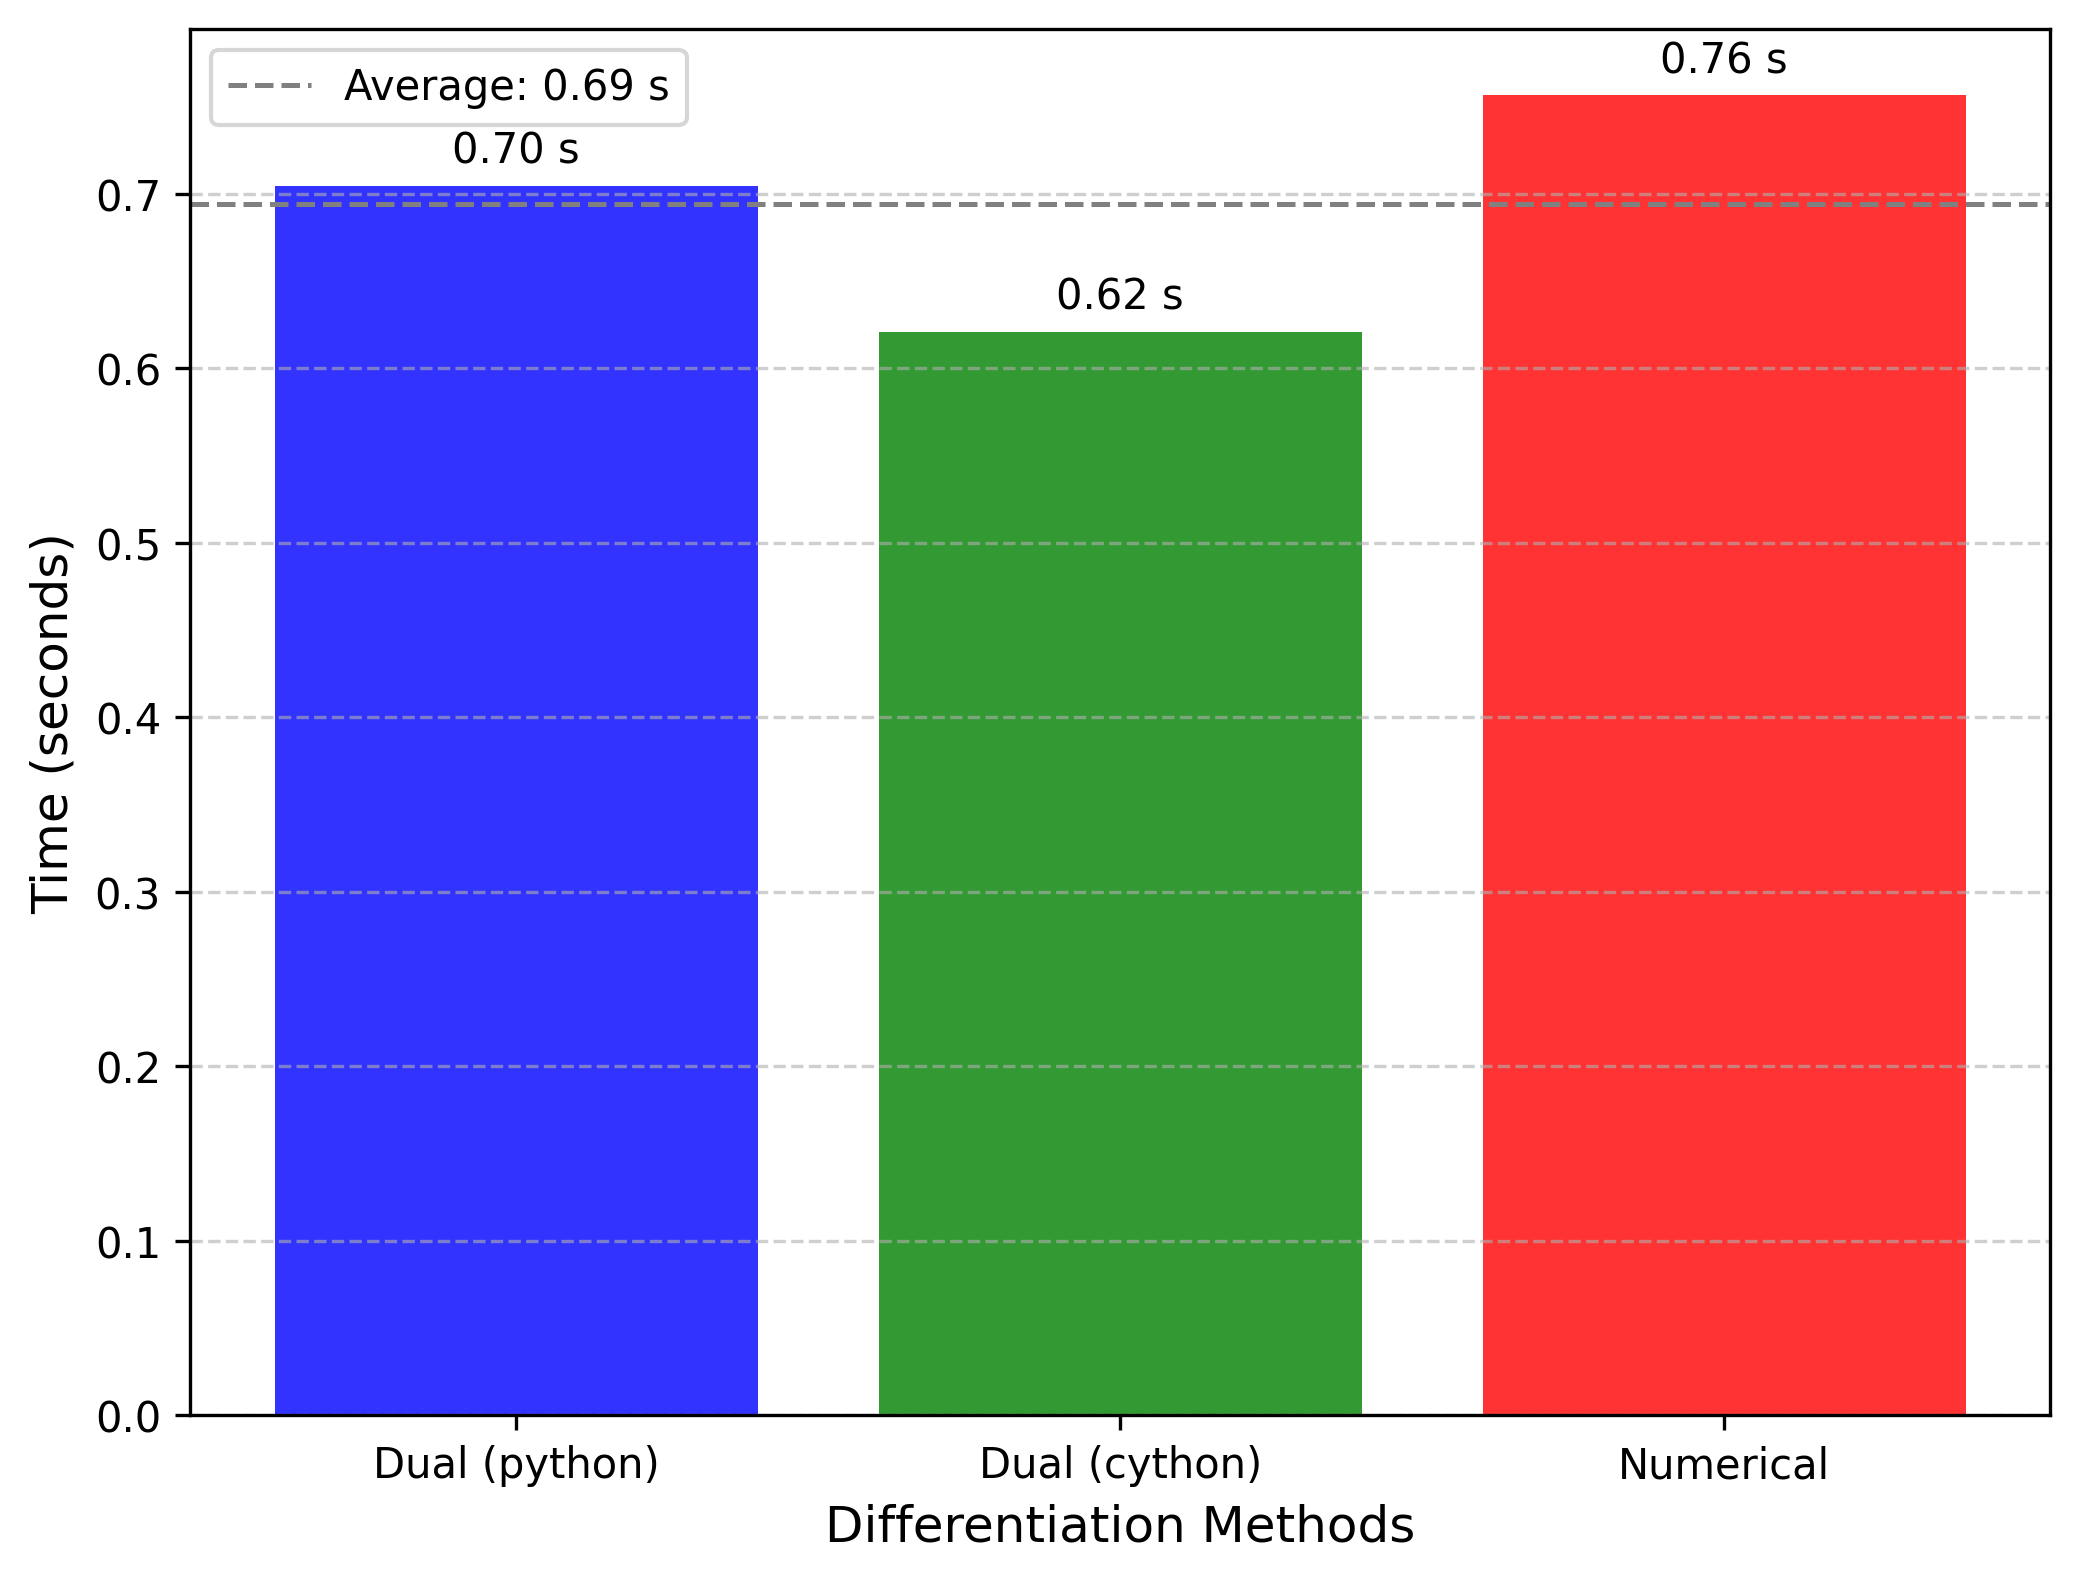 Average: 0.69 s
0.76 s
0.70 s
0.62 s
0.7
0.6
0.5
0.4
0.3
0.2
0.1
0.0
Time (seconds)
Dual (python)
Dual (cython)
Numerical
Differentiation Methods